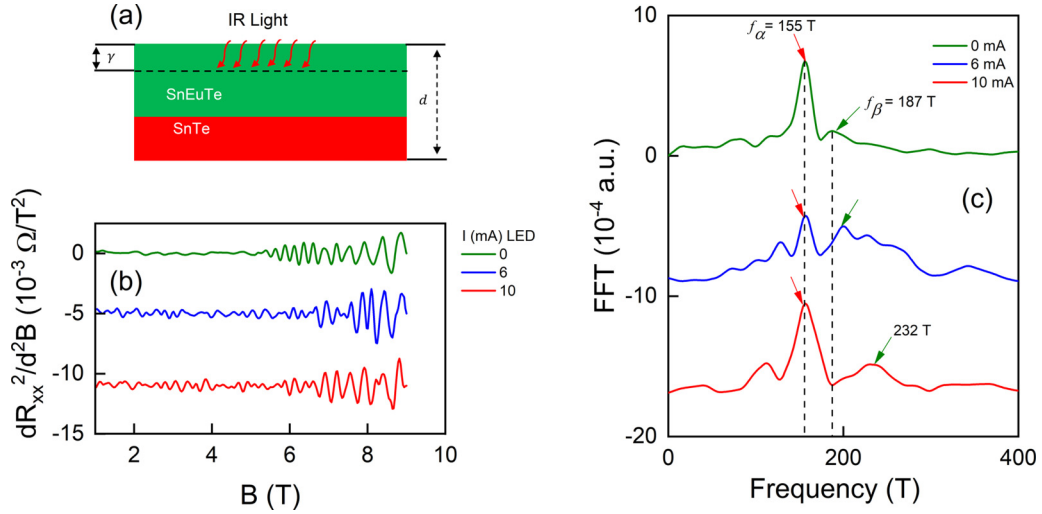 (a)
IR Light
γ
SnEuTe
SnTe
d
(b)
dRxx²/d²B (10⁻³ Ω/T²)
0
-5
-10
-15
2
4
6
8
10
B (T)
I (mA) LED
0
6
10
(c)
FFT (10⁻⁴ a.u.)
10
0
-10
-20
0
200
400
Frequency (T)
fα = 155 T
fβ = 187 T
232 T
0 mA
6 mA
10 mA